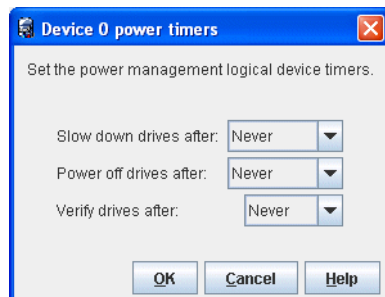 Device 0 power timers
Set the power management logical device timers.
Slow down drives after: Never
Power off drives after: Never
Verify drives after: Never
OK Cancel Help